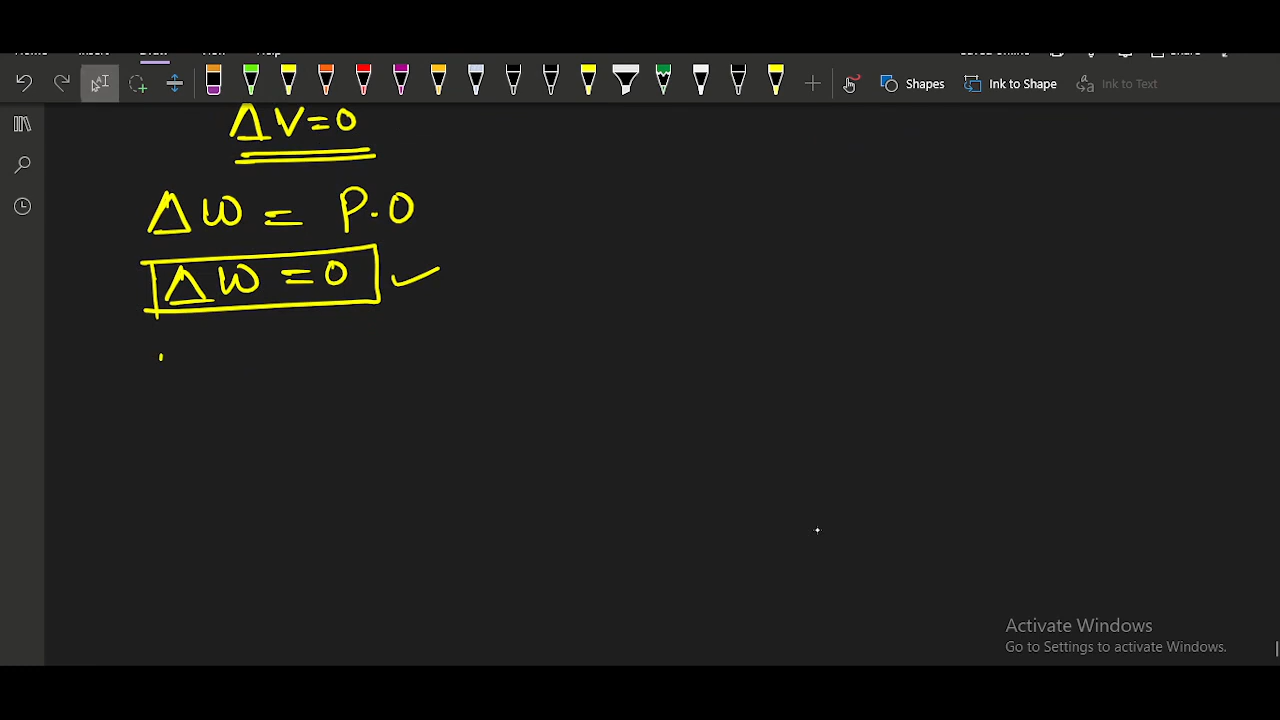 Shapes
Ink to Shape
Ink to Text
ΔV=0
ΔW = P.0
ΔW = 0 ✓
Activate Windows
Go to Settings to activate Windows.